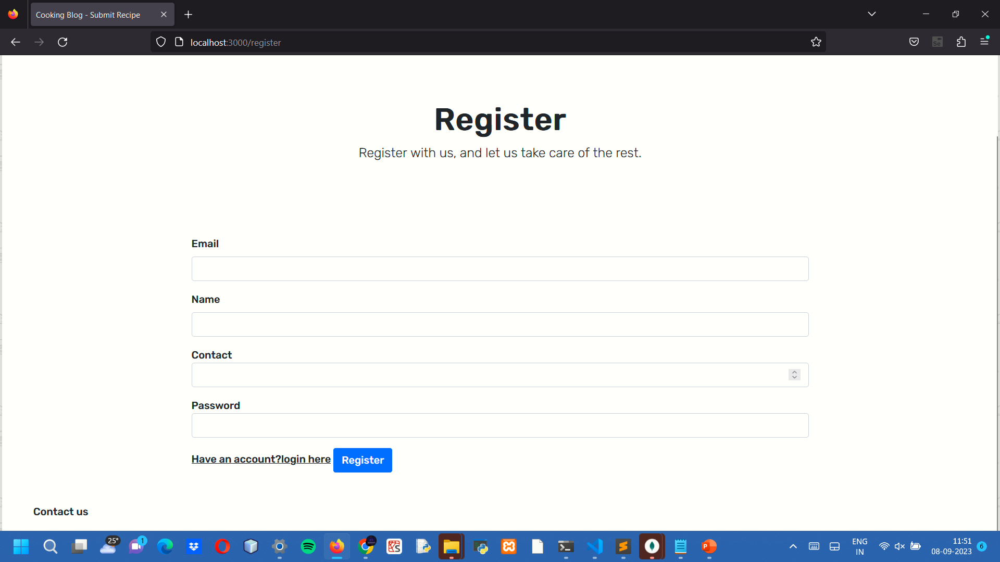 Cooking Blog - Submit Recipe
localhost:3000/register
Se
Register
Register with us, and let us take care of the rest.
Email
Name
Contact
Password
Have an account?login here
Register
Contact us
25°
1
P
ENG
IN
11:51
08-09-2023
6